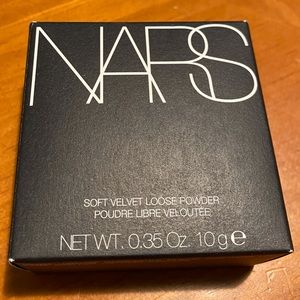 NARS
SOFT VELVET LOOSE POWDER
POUDRE LIBRE VELOUTÉE
NET WT. 0.35 Oz. 10 g ℮